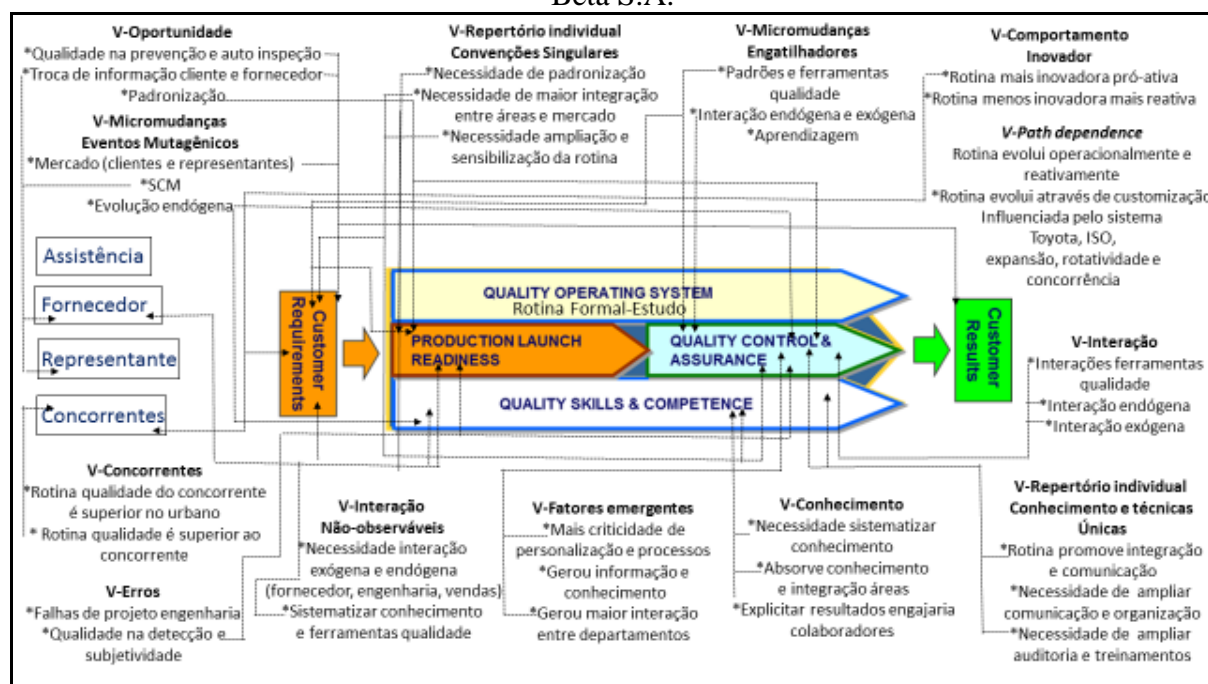 Beta S.A.
V-Oportunidade
*Qualidade na prevenção e auto inspeção
*Troca de informação cliente e fornecedor
*Padronização
V-Micromudanças
Eventos Mutagênicos
*Mercado (clientes e representantes)
*SCM
*Evolução endógena
V-Repertório individual
Convenções Singulares
*Necessidade de padronização
*Necessidade de maior integração
entre áreas e mercado
*Necessidade ampliação e
sensibilização da rotina
V-Micromudanças
Engatilhadores
*Padrões e ferramentas
qualidade
*Interação endógena e exógena
*Aprendizagem
V-Comportamento
Inovador
*Rotina mais inovadora pró-ativa
*Rotina menos inovadora mais reativa
V-Path dependence
Rotina evolui operacionalmente e
reativamente
*Rotina evolui através de customização
Influenciada pelo sistema
Toyota, ISO,
expansão, rotatividade e
concorrência
Assistência
Fornecedor
Representante
Concorrentes
Customer
Requirements
QUALITY OPERATING SYSTEM
Rotina Formal-Estudo
PRODUCTION LAUNCH
READINESS
QUALITY CONTROL &
ASSURANCE
QUALITY SKILLS & COMPETENCE
Customer
Results
V-Interação
*Interações ferramentas
qualidade
*Interação endógena
*Interação exógena
V-Concorrentes
*Rotina qualidade do concorrente
é superior no urbano
* Rotina qualidade é superior ao
concorrente
V-Erros
*Falhas de projeto engenharia
*Qualidade na detecção e
subjetividade
V-Interação
Não-observáveis
*Necessidade interação
exógena e endógena
(fornecedor, engenharia, vendas)
*Sistematizar conhecimento
e ferramentas qualidade
V-Fatores emergentes
*Mais criticidade de
personalização e processos
*Gerou informação e
conhecimento
*Gerou maior interação
entre departamentos
V-Conhecimento
*Necessidade sistematizar
conhecimento
*Absorve conhecimento
e integração áreas
*Explicitar resultados engajaria
colaboradores
V-Repertório individual
Conhecimento e técnicas
Únicas
*Rotina promove integração
e comunicação
*Necessidade de ampliar
comunicação e organização
*Necessidade de ampliar
auditoria e treinamentos